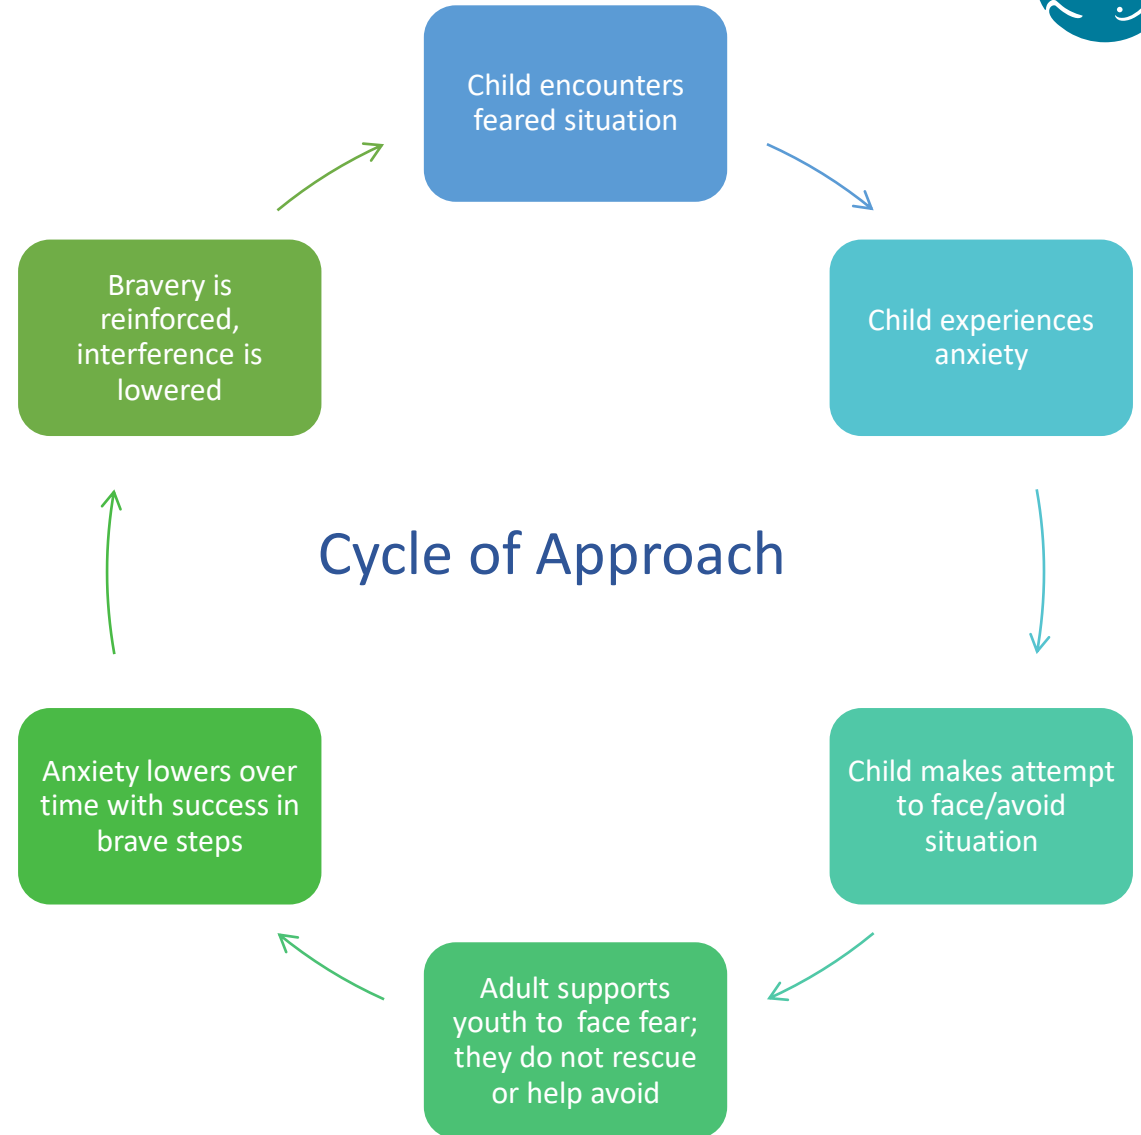 Child encounters
feared situation
Child experiences
anxiety
Child makes attempt
to face/avoid
situation
Adult supports
youth to  face fear;
they do not rescue
or help avoid
Anxiety lowers over
time with success in
brave steps
Bravery is
reinforced,
interference is
lowered
Cycle of Approach